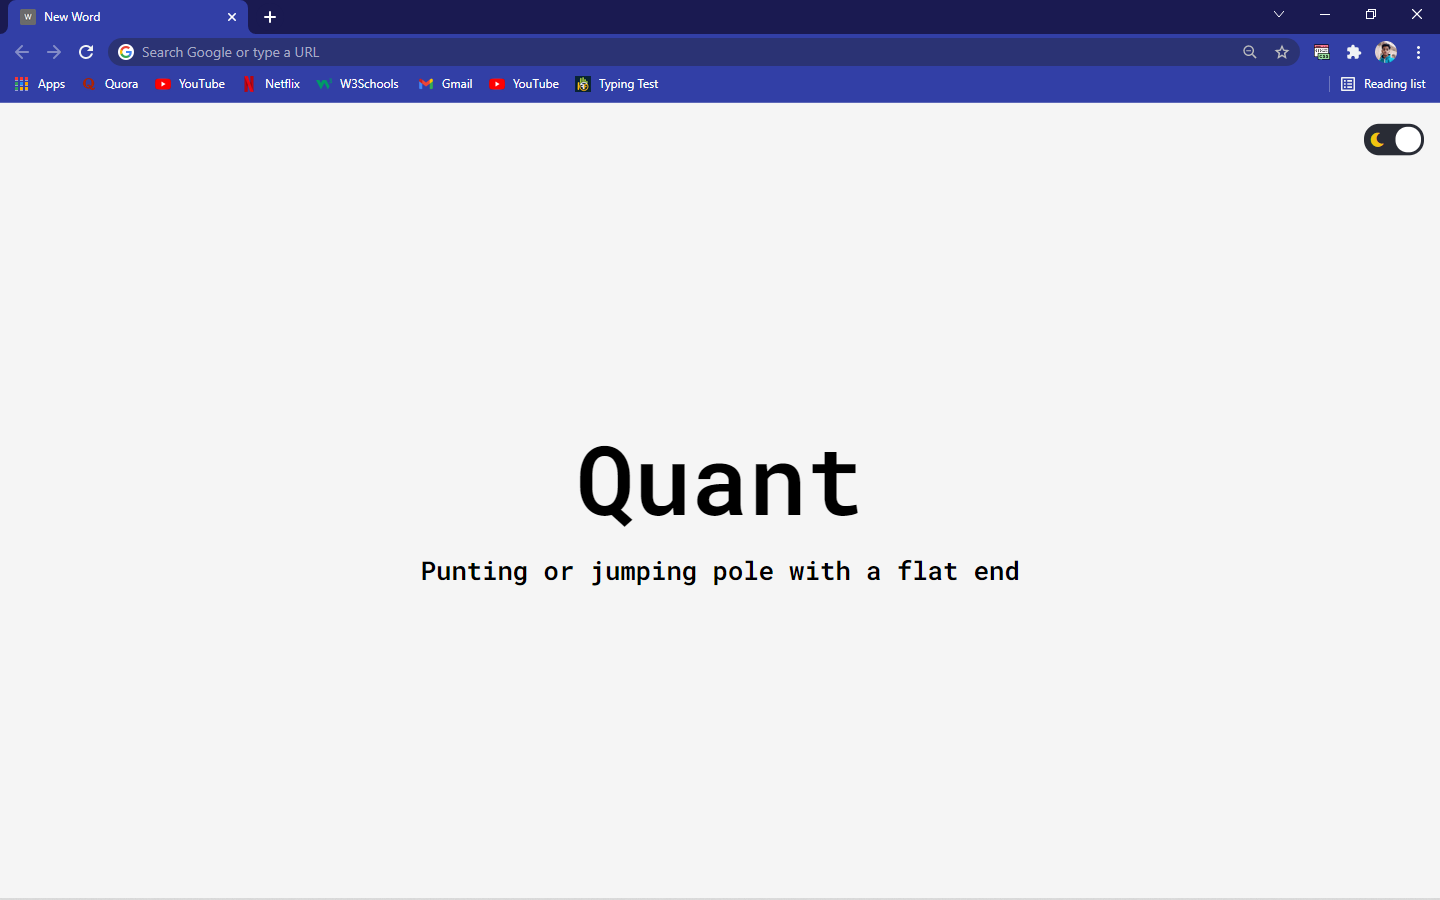 W New Word
Search Google or type a URL
Apps Quora YouTube Netflix W3Schools Gmail YouTube Typing Test Reading list
Quant
Punting or jumping pole with a flat end